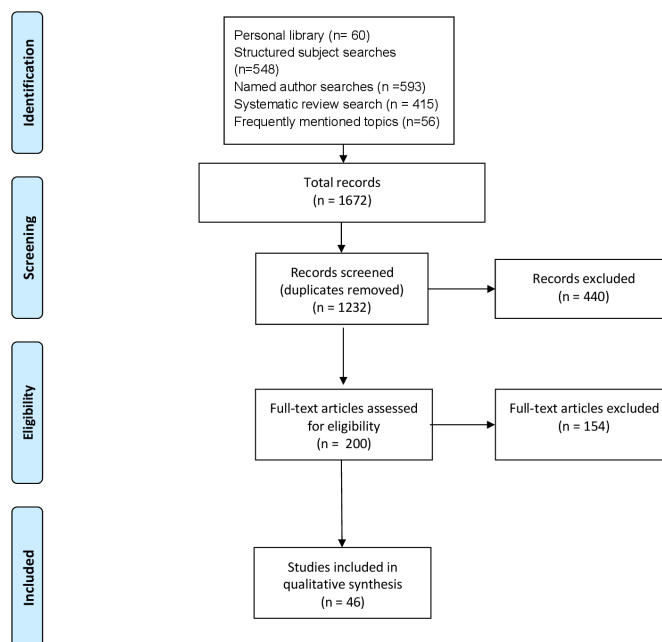 Identification
Personal library (n= 60)
Structured subject searches
(n=548)
Named author searches (n =593)
Systematic review search (n = 415)
Frequently mentioned topics (n=56)
Total records
(n = 1672)
Screening
Records screened
(duplicates removed)
n = 1232)
Records excluded
(n = 440)
Eligibility
Full-text articles assessed
for eligibility
(n =  200)
Full-text articles excluded
(n = 154)
Included
Studies included in
qualitative synthesis
(n = 46)